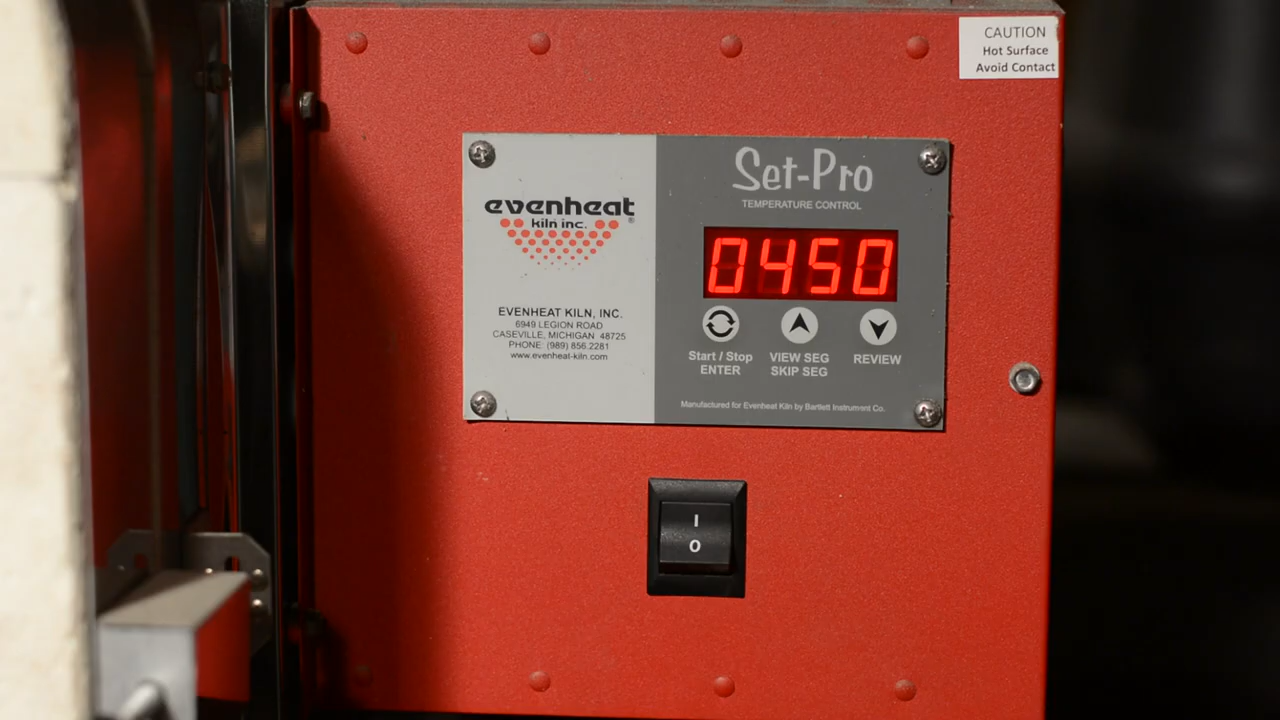 CAUTION
Hot Surface
Avoid Contact
Set-Pro
TEMPERATURE CONTROL
evenheat
kiln inc.®
0450
EVENHEAT KILN, INC.
6949 LEGION ROAD
CASEVILLE, MICHIGAN 48725
PHONE: (989) 856.2281
www.evenheat-kiln.com
Start / Stop
ENTER
VIEW SEG
SKIP SEG
REVIEW
Manufactured for Evenheat Kiln by Bartlett Instrument Co.
I
O